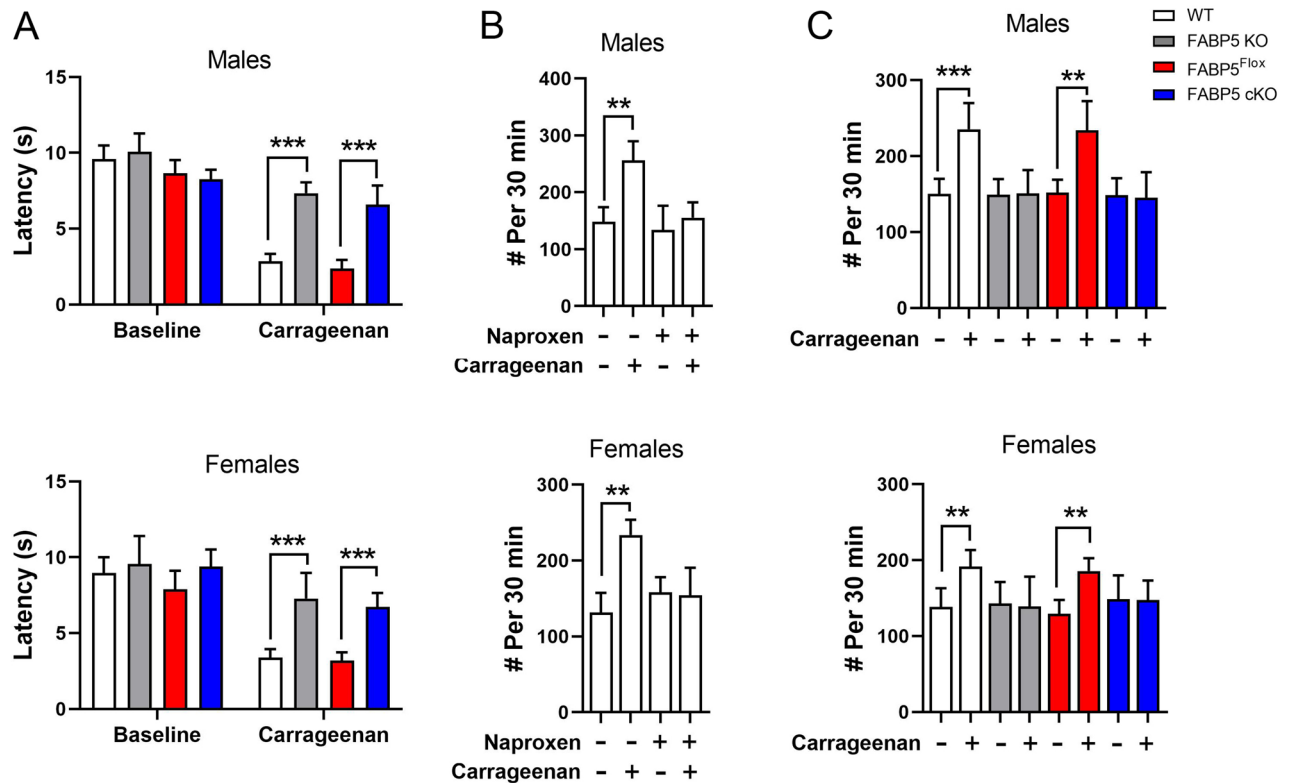 A
Males
Latency (s)
15
10
5
0
*** ***
Baseline Carrageenan
Females
Latency (s)
15
10
5
0
*** ***
Baseline Carrageenan
B
Males
# Per 30 min
400
300
200
100
0
**
Naproxen - - + +
Carrageenan - + - +
Females
# Per 30 min
300
200
100
0
**
Naproxen - - + +
Carrageenan - + - +
C
Males
WT
FABP5 KO
FABP5Flox
FABP5 cKO
# Per 30 min
300
200
100
0
*** **
Carrageenan - + - + - + - +
Females
# Per 30 min
300
200
100
0
** **
Carrageenan - + - + - + - +